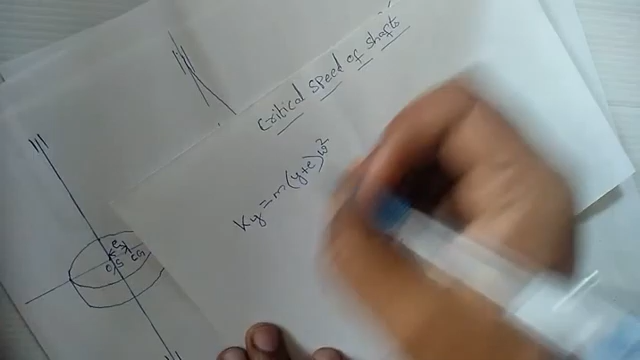 Critical speed of shafts
Ky = m(y+e)ω²